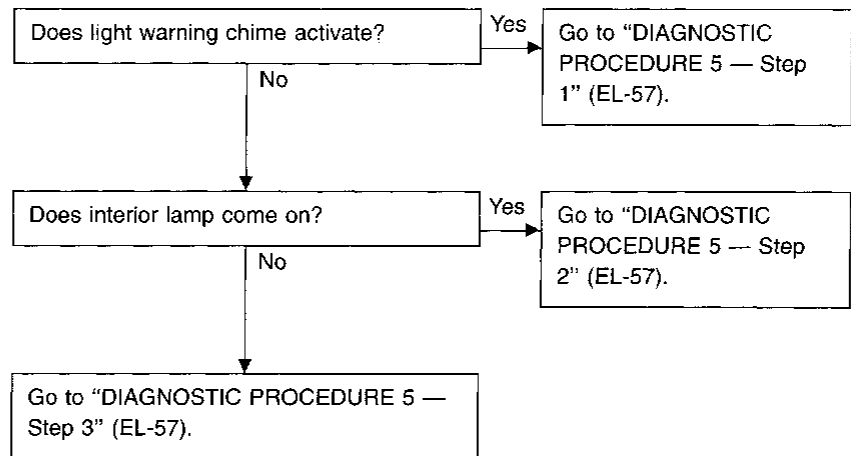 Does light warning chime activate?
Yes
Go to “DIAGNOSTIC
PROCEDURE 5 — Step
1” (EL-57).
No
Does interior lamp come on?
Yes
Go to “DIAGNOSTIC
PROCEDURE 5 — Step
2” (EL-57).
No
Go to “DIAGNOSTIC PROCEDURE 5 —
Step 3” (EL-57).